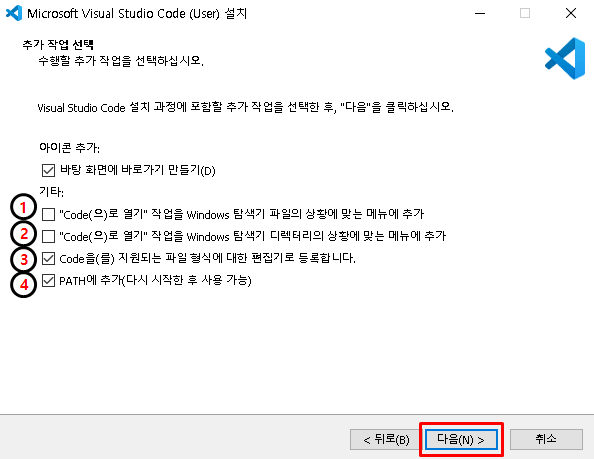 Microsoft Visual Studio Code (User) 설치
추가 작업 선택
수행할 추가 작업을 선택하십시오.
Visual Studio Code 설치 과정에 포함할 추가 작업을 선택한 후, "다음"을 클릭하십시오.
아이콘 추가:
바탕 화면에 바로가기 만들기(D)
기타:
1 "Code(으)로 열기" 작업을 Windows 탐색기 파일의 상황에 맞는 메뉴에 추가
2 "Code(으)로 열기" 작업을 Windows 탐색기 디렉터리의 상황에 맞는 메뉴에 추가
3 Code을(를) 지원되는 파일 형식에 대한 편집기로 등록합니다.
4 PATH에 추가(다시 시작한 후 사용 가능)
< 뒤로(B) 다음(N) > 취소